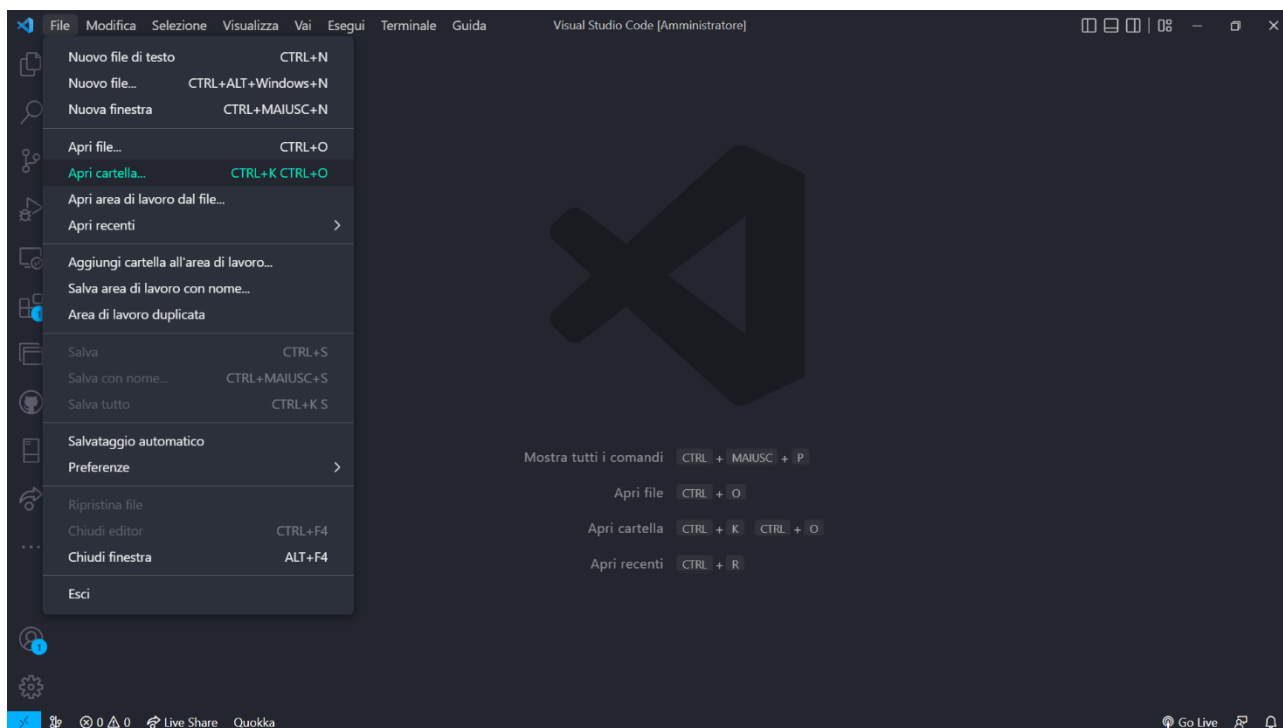 File Modifica Selezione Visualizza Vai Esegui Terminale Guida Visual Studio Code [Amministratore]
Nuovo file di testo CTRL+N
Nuovo file... CTRL+ALT+Windows+N
Nuova finestra CTRL+MAIUSC+N
Apri file... CTRL+O
Apri cartella... CTRL+K CTRL+O
Apri area di lavoro dal file...
Apri recenti
Aggiungi cartella all'area di lavoro...
Salva area di lavoro con nome...
Area di lavoro duplicata
Salva CTRL+S
Salva con nome... CTRL+MAIUSC+S
Salva tutto CTRL+K S
Salvataggio automatico
Preferenze
Ripristina file
Chiudi editor CTRL+F4
Chiudi finestra ALT+F4
Esci
Mostra tutti i comandi CTRL + MAIUSC + P
Apri file CTRL + O
Apri cartella CTRL + K CTRL + O
Apri recenti CTRL + R
1
1
0 0 Live Share Quokka Go Live